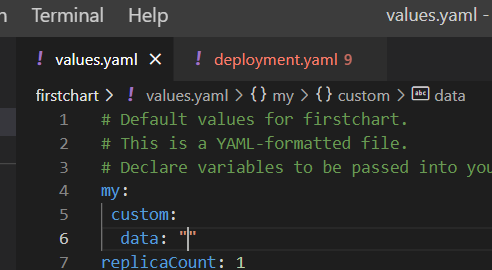 Terminal Help values.yaml -
! values.yaml × ! deployment.yaml 9
firstchart > ! values.yaml > {} my > {} custom > abc data
1 # Default values for firstchart.
2 # This is a YAML-formatted file.
3 # Declare variables to be passed into you
4 my:
5  custom:
6   data: ""
7 replicaCount: 1